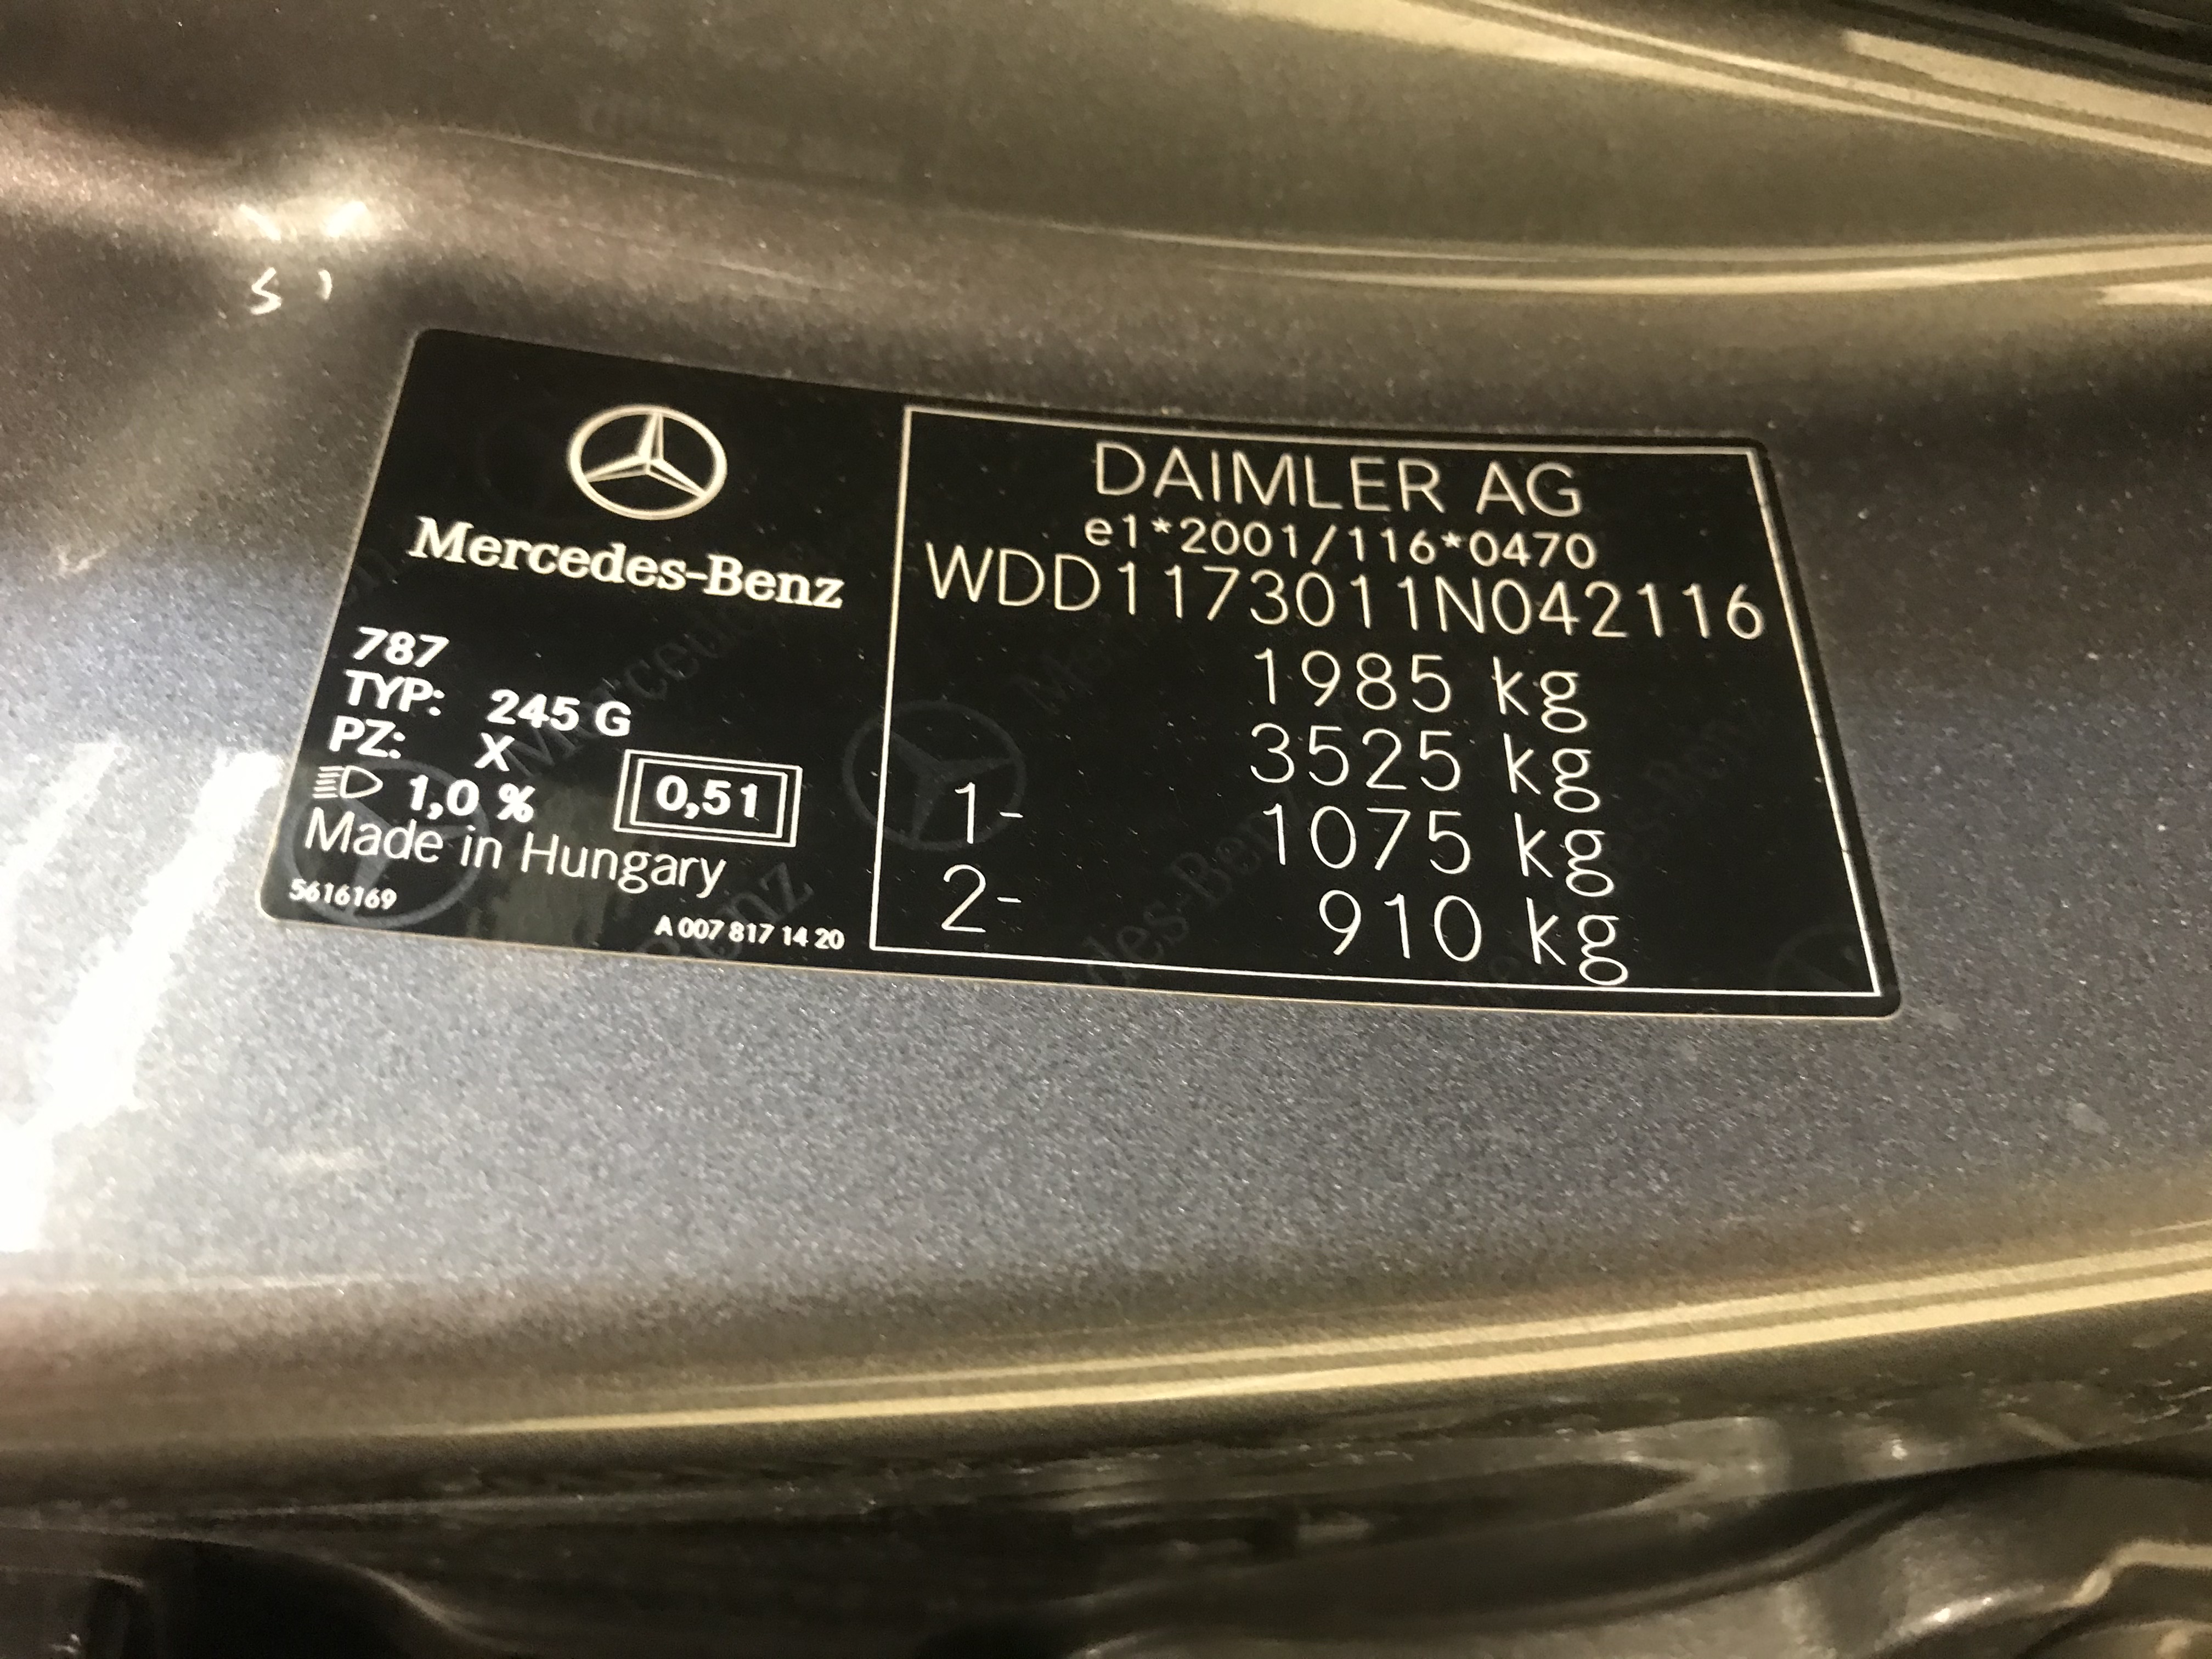 Mercedes-Benz
787
TYP: 245 G
PZ: X
1,0 %
0,51
Made in Hungary
S616169
A 007 817 14 20
DAIMLER AG
e1*2001/116*0470
WDD1173011N042116
1985 kg
3525 kg
1- 1075 kg
2- 910 kg